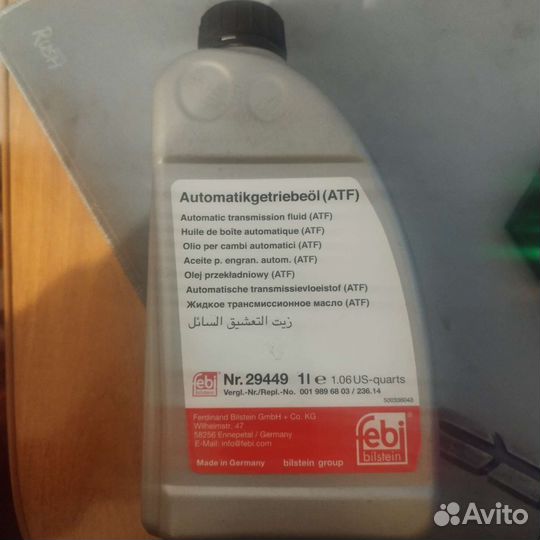 Automatikgetriebeöl (ATF)
Automatic transmission fluid (ATF)
Huile de boîte automatique (ATF)
Olio per cambi automatici (ATF)
Aceite p. engran. autom. (ATF)
Olej przekładniowy (ATF)
Automatische transmissievloeistof (ATF)
Жидкое трансмиссионное масло (ATF)
زيت التعشيق السائل
febi Nr. 29449 1l e 1.06 US-quarts
Vergl.-Nr./Repl.-No. 001 989 68 03 / 236.14
Ferdinand Bilstein GmbH + Co. KG
Wilhelmstr. 47
58256 Ennepetal / Germany
E-Mail: info@febi.com
Made in Germany bilstein group
febi ®
bilstein
Avito